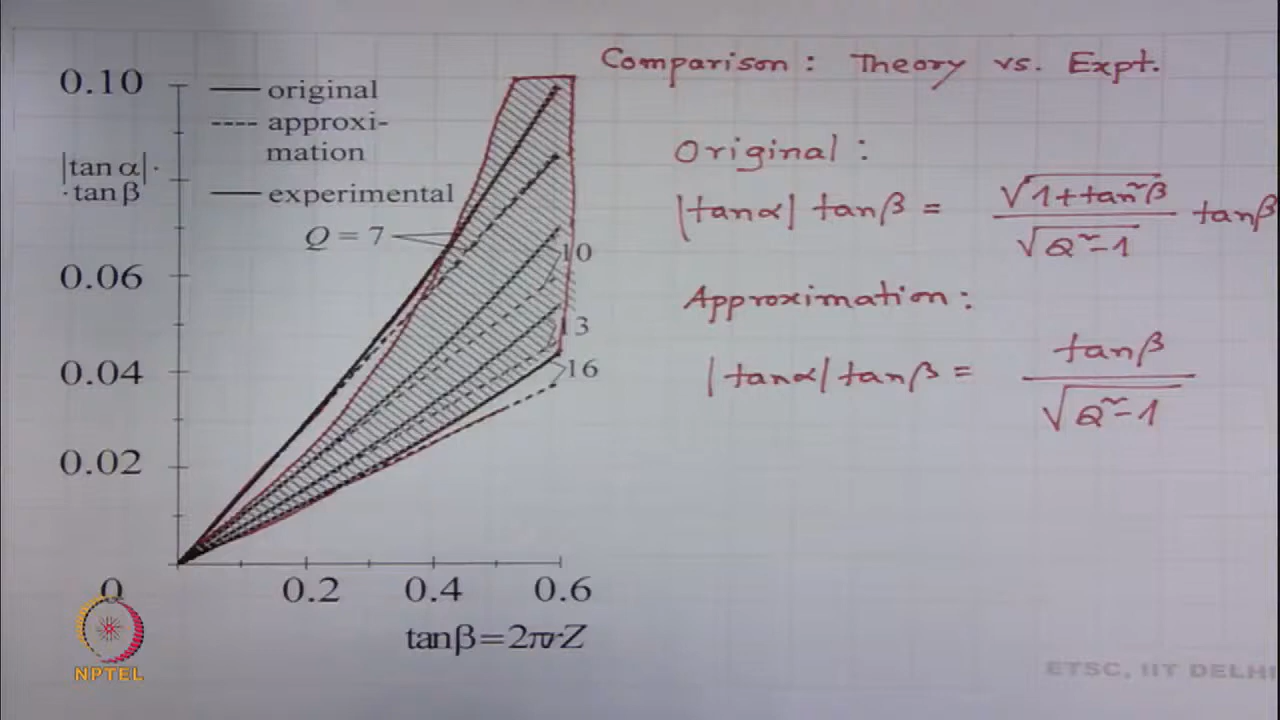 Comparison: Theory vs. Expt.
0.10
original
approxi-
mation
|tan α|·
·tan β
experimental
Q = 7
0.06
10
13
0.04
16
0.02
0
0.2
0.4
0.6
tanβ=2πr·Z
Original:
|tanα| tanβ = √1+tan²β / √Q²-1 tanβ
Approximation:
|tanα| tanβ = tanβ / √Q²-1
NPTEL
ETSC, IIT DELHI